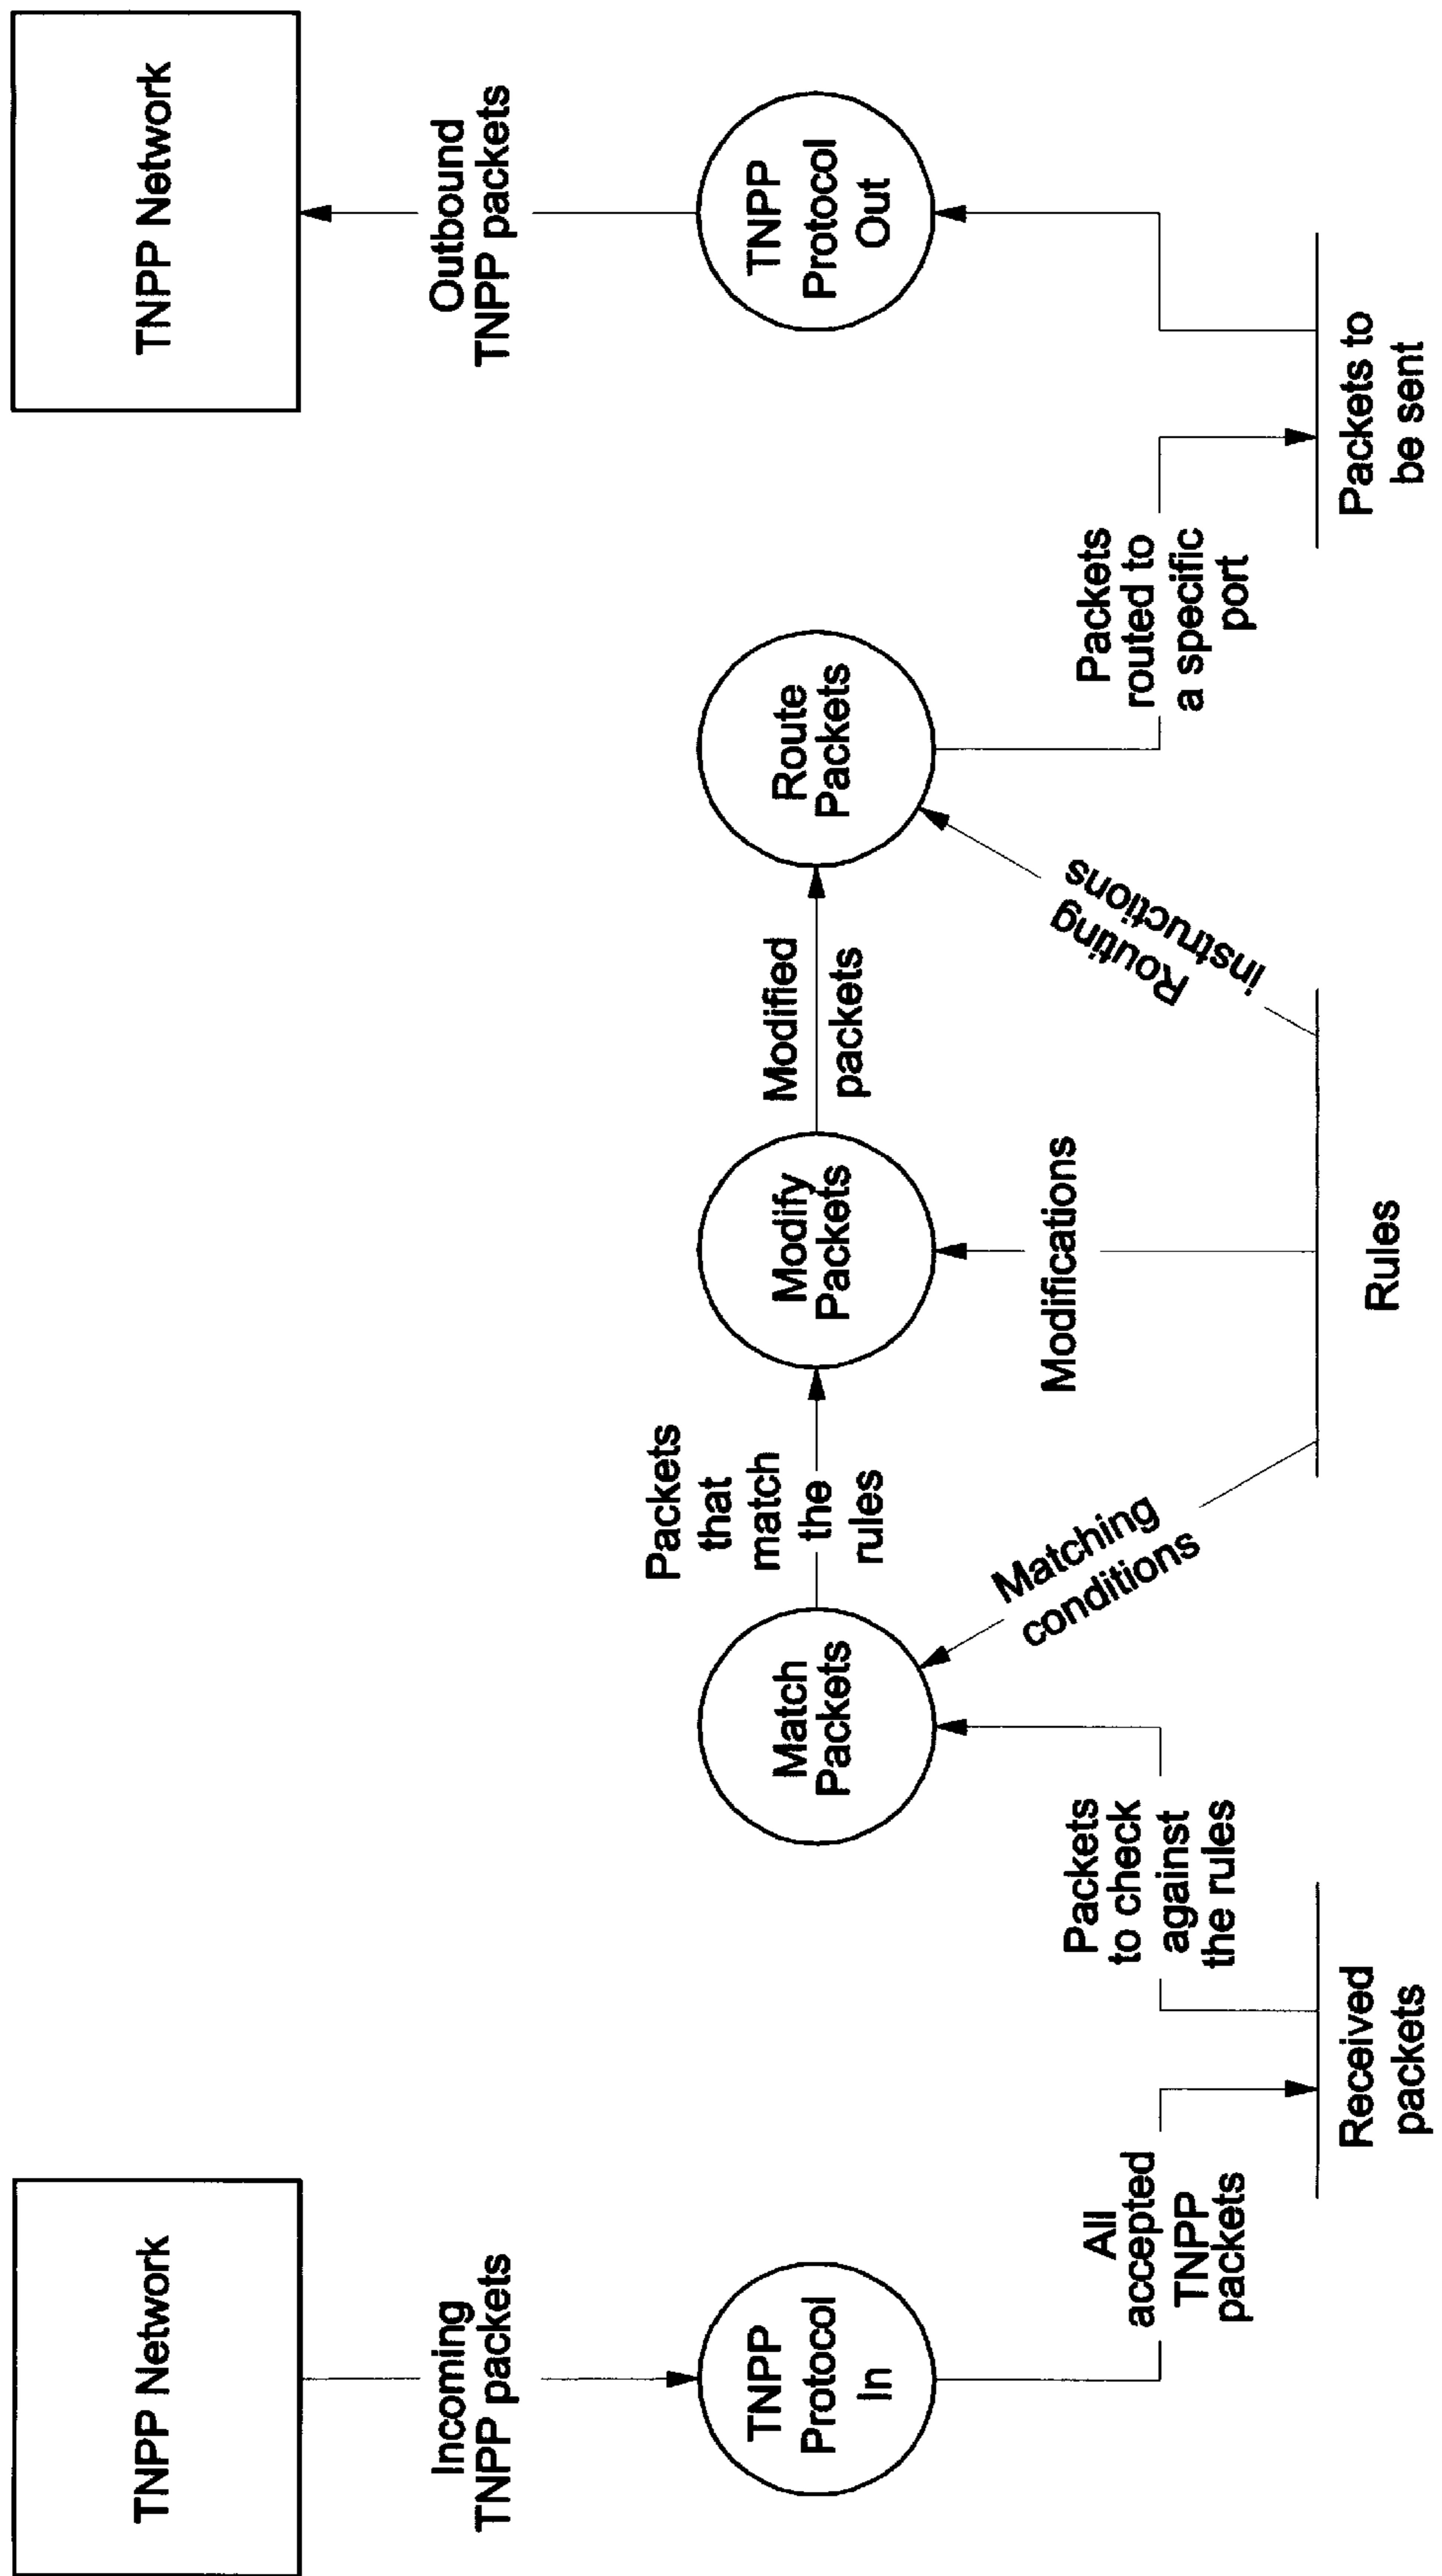 TNPP Network
Incoming
TNPP packets
TNPP
Protocol
In
All
accepted
TNPP
packets
Received
packets
Packets
to check
against
the rules
Match
Packets
Matching
conditions
Packets
that
match
the
rules
Modify
Packets
Modifications
Rules
Modified
packets
Routing
instructions
Route
Packets
Packets
routed to
a specific
port
Packets to
be sent
TNPP
Protocol
Out
Outbound
TNPP packets
TNPP Network